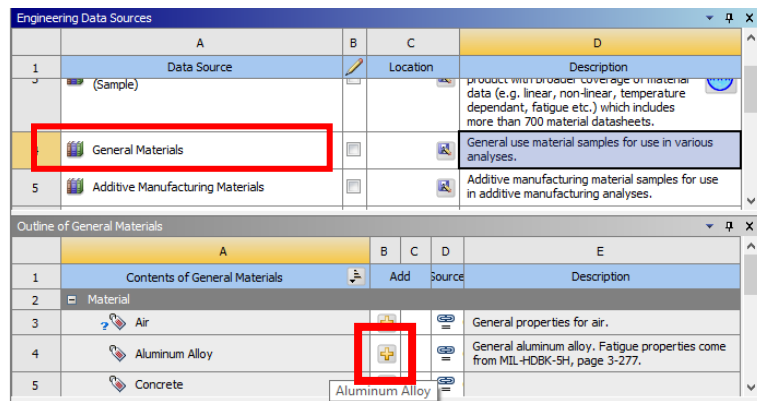 Engineering Data Sources
A B C D
1 Data Source Location Description
(Sample)
product with broader coverage of material
data (e.g. linear, non-linear, temperature
dependant, fatigue etc.) which includes
more than 700 material datasheets.
General Materials
General use material samples for use in various
analyses.
5 Additive Manufacturing Materials
Additive manufacturing material samples for use
in additive manufacturing analyses.
Outline of General Materials
A B C D E
1 Contents of General Materials Add Source Description
2 Material
3 ? Air General properties for air.
4 Aluminum Alloy
General aluminum alloy. Fatigue properties come
from MIL-HDBK-5H, page 3-277.
5 Concrete
Aluminum Alloy